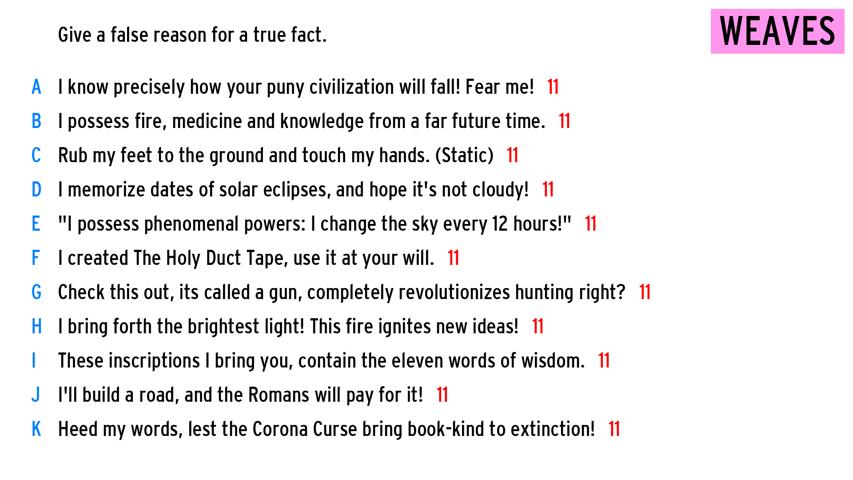 Give a false reason for a true fact.
WEAVES
A I know precisely how your puny civilization will fall! Fear me! 11
B I possess fire, medicine and knowledge from a far future time. 11
C Rub my feet to the ground and touch my hands. (Static) 11
D I memorize dates of solar eclipses, and hope it's not cloudy! 11
E "I possess phenomenal powers: I change the sky every 12 hours!" 11
F I created The Holy Duct Tape, use it at your will. 11
G Check this out, its called a gun, completely revolutionizes hunting right? 11
H I bring forth the brightest light! This fire ignites new ideas! 11
I These inscriptions I bring you, contain the eleven words of wisdom. 11
J I'll build a road, and the Romans will pay for it! 11
K Heed my words, lest the Corona Curse bring book-kind to extinction! 11